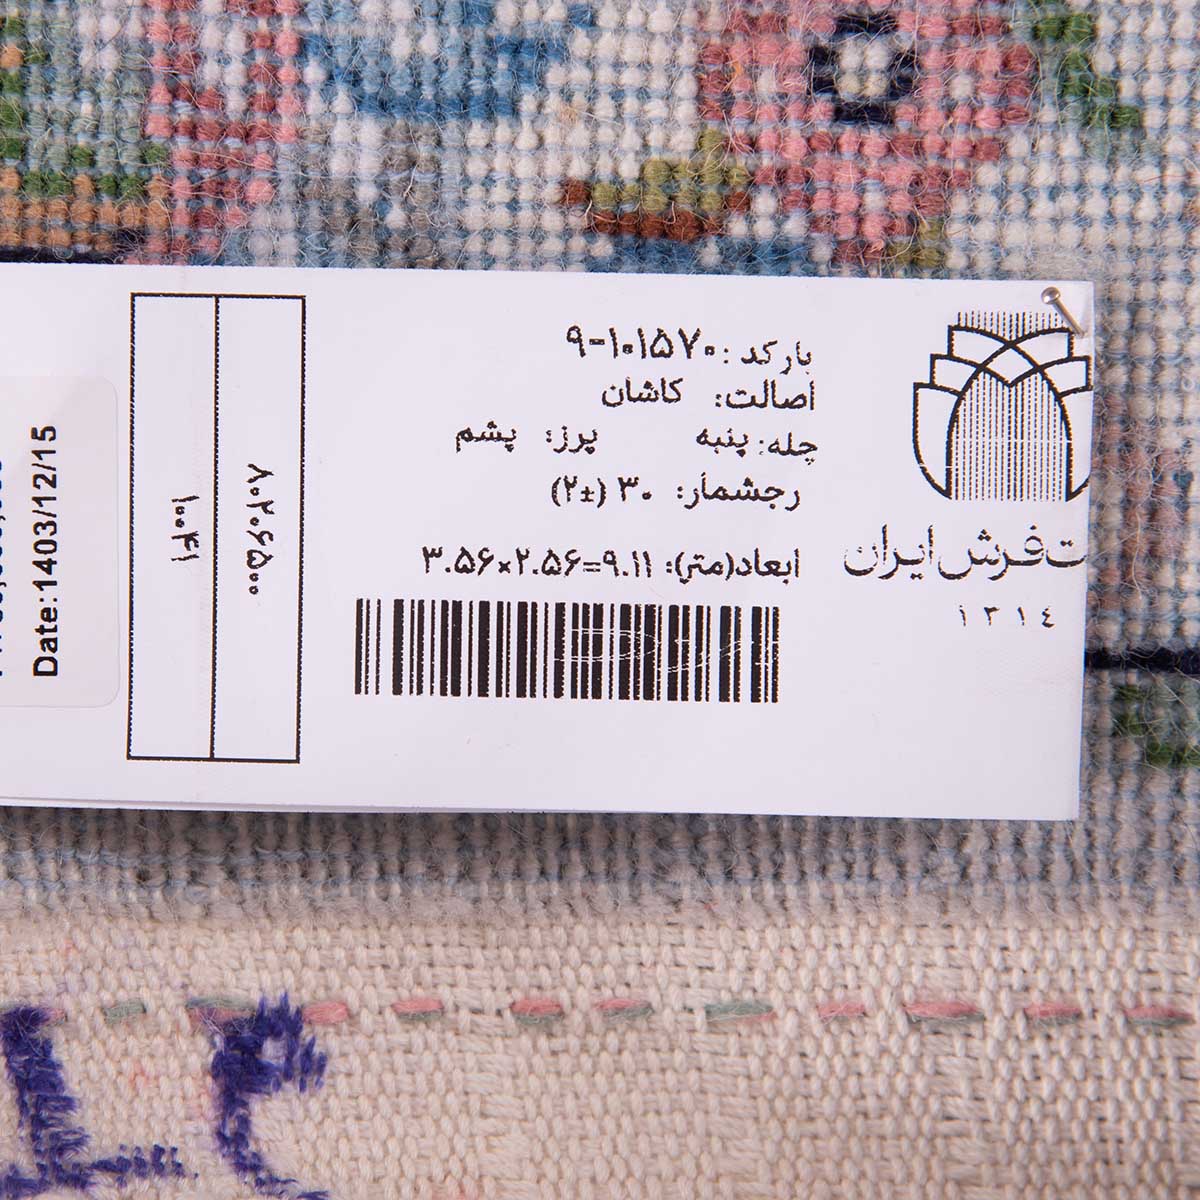 بارکد: ۹-۱۰۱۵۷۰
اصالت: کاشان
چله: پنبه پرز: پشم
رجشمار: ۳۰ (±۲)
ابعاد(متر): ۳.۵۶×۲.۵۶=۹.۱۱
ت فرش ایران
۱۳۱٤
۸۰۲۰۶۵۰۰
۱۰۰۴۱
Date:1403/12/15